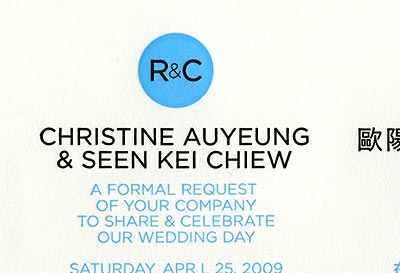 R&C
CHRISTINE AUYEUNG
& SEEN KEI CHIEW
A FORMAL REQUEST
OF YOUR COMPANY
TO SHARE & CELEBRATE
OUR WEDDING DAY
SATURDAY APR L 25, 2009
歐陽